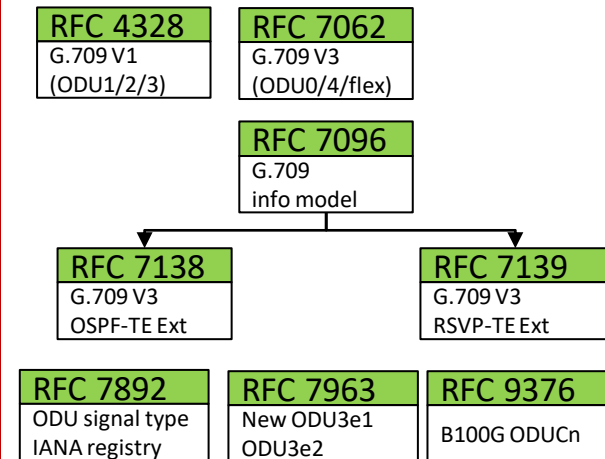 RFC 4328
G.709 V1
(ODU1/2/3)
RFC 7062
G.709 V3
(ODU0/4/flex)
RFC 7096
G.709
info model
RFC 7138
G.709 V3
OSPF-TE Ext
RFC 7139
G.709 V3
RSVP-TE Ext
RFC 7892
ODU signal type
IANA registry
RFC 7963
New ODU3e1
ODU3e2
RFC 9376
B100G ODUCn